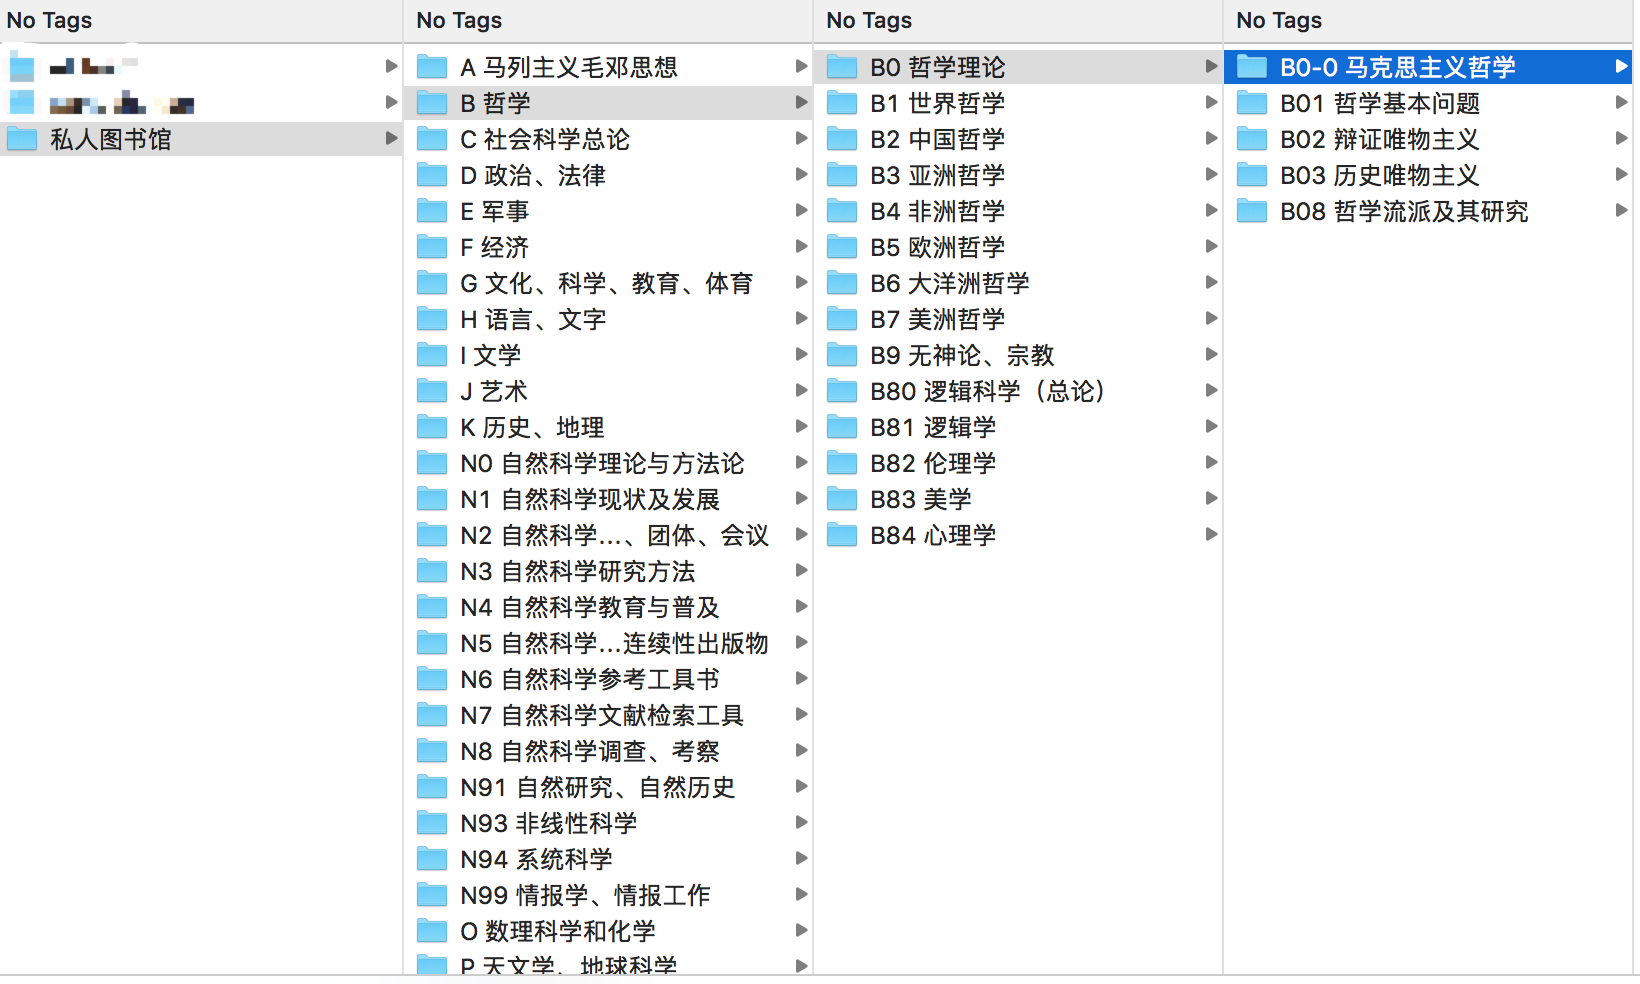 No Tags
私人图书馆
No Tags
A 马列主义毛邓思想
B 哲学
C 社会科学总论
D 政治、法律
E 军事
F 经济
G 文化、科学、教育、体育
H 语言、文字
I 文学
J 艺术
K 历史、地理
N0 自然科学理论与方法论
N1 自然科学现状及发展
N2 自然科学...、团体、会议
N3 自然科学研究方法
N4 自然科学教育与普及
N5 自然科学...连续性出版物
N6 自然科学参考工具书
N7 自然科学文献检索工具
N8 自然科学调查、考察
N91 自然研究、自然历史
N93 非线性科学
N94 系统科学
N99 情报学、情报工作
O 数理科学和化学
P 天文学、地球科学
No Tags
B0 哲学理论
B1 世界哲学
B2 中国哲学
B3 亚洲哲学
B4 非洲哲学
B5 欧洲哲学
B6 大洋洲哲学
B7 美洲哲学
B9 无神论、宗教
B80 逻辑科学（总论）
B81 逻辑学
B82 伦理学
B83 美学
B84 心理学
No Tags
B0-0 马克思主义哲学
B01 哲学基本问题
B02 辩证唯物主义
B03 历史唯物主义
B08 哲学流派及其研究